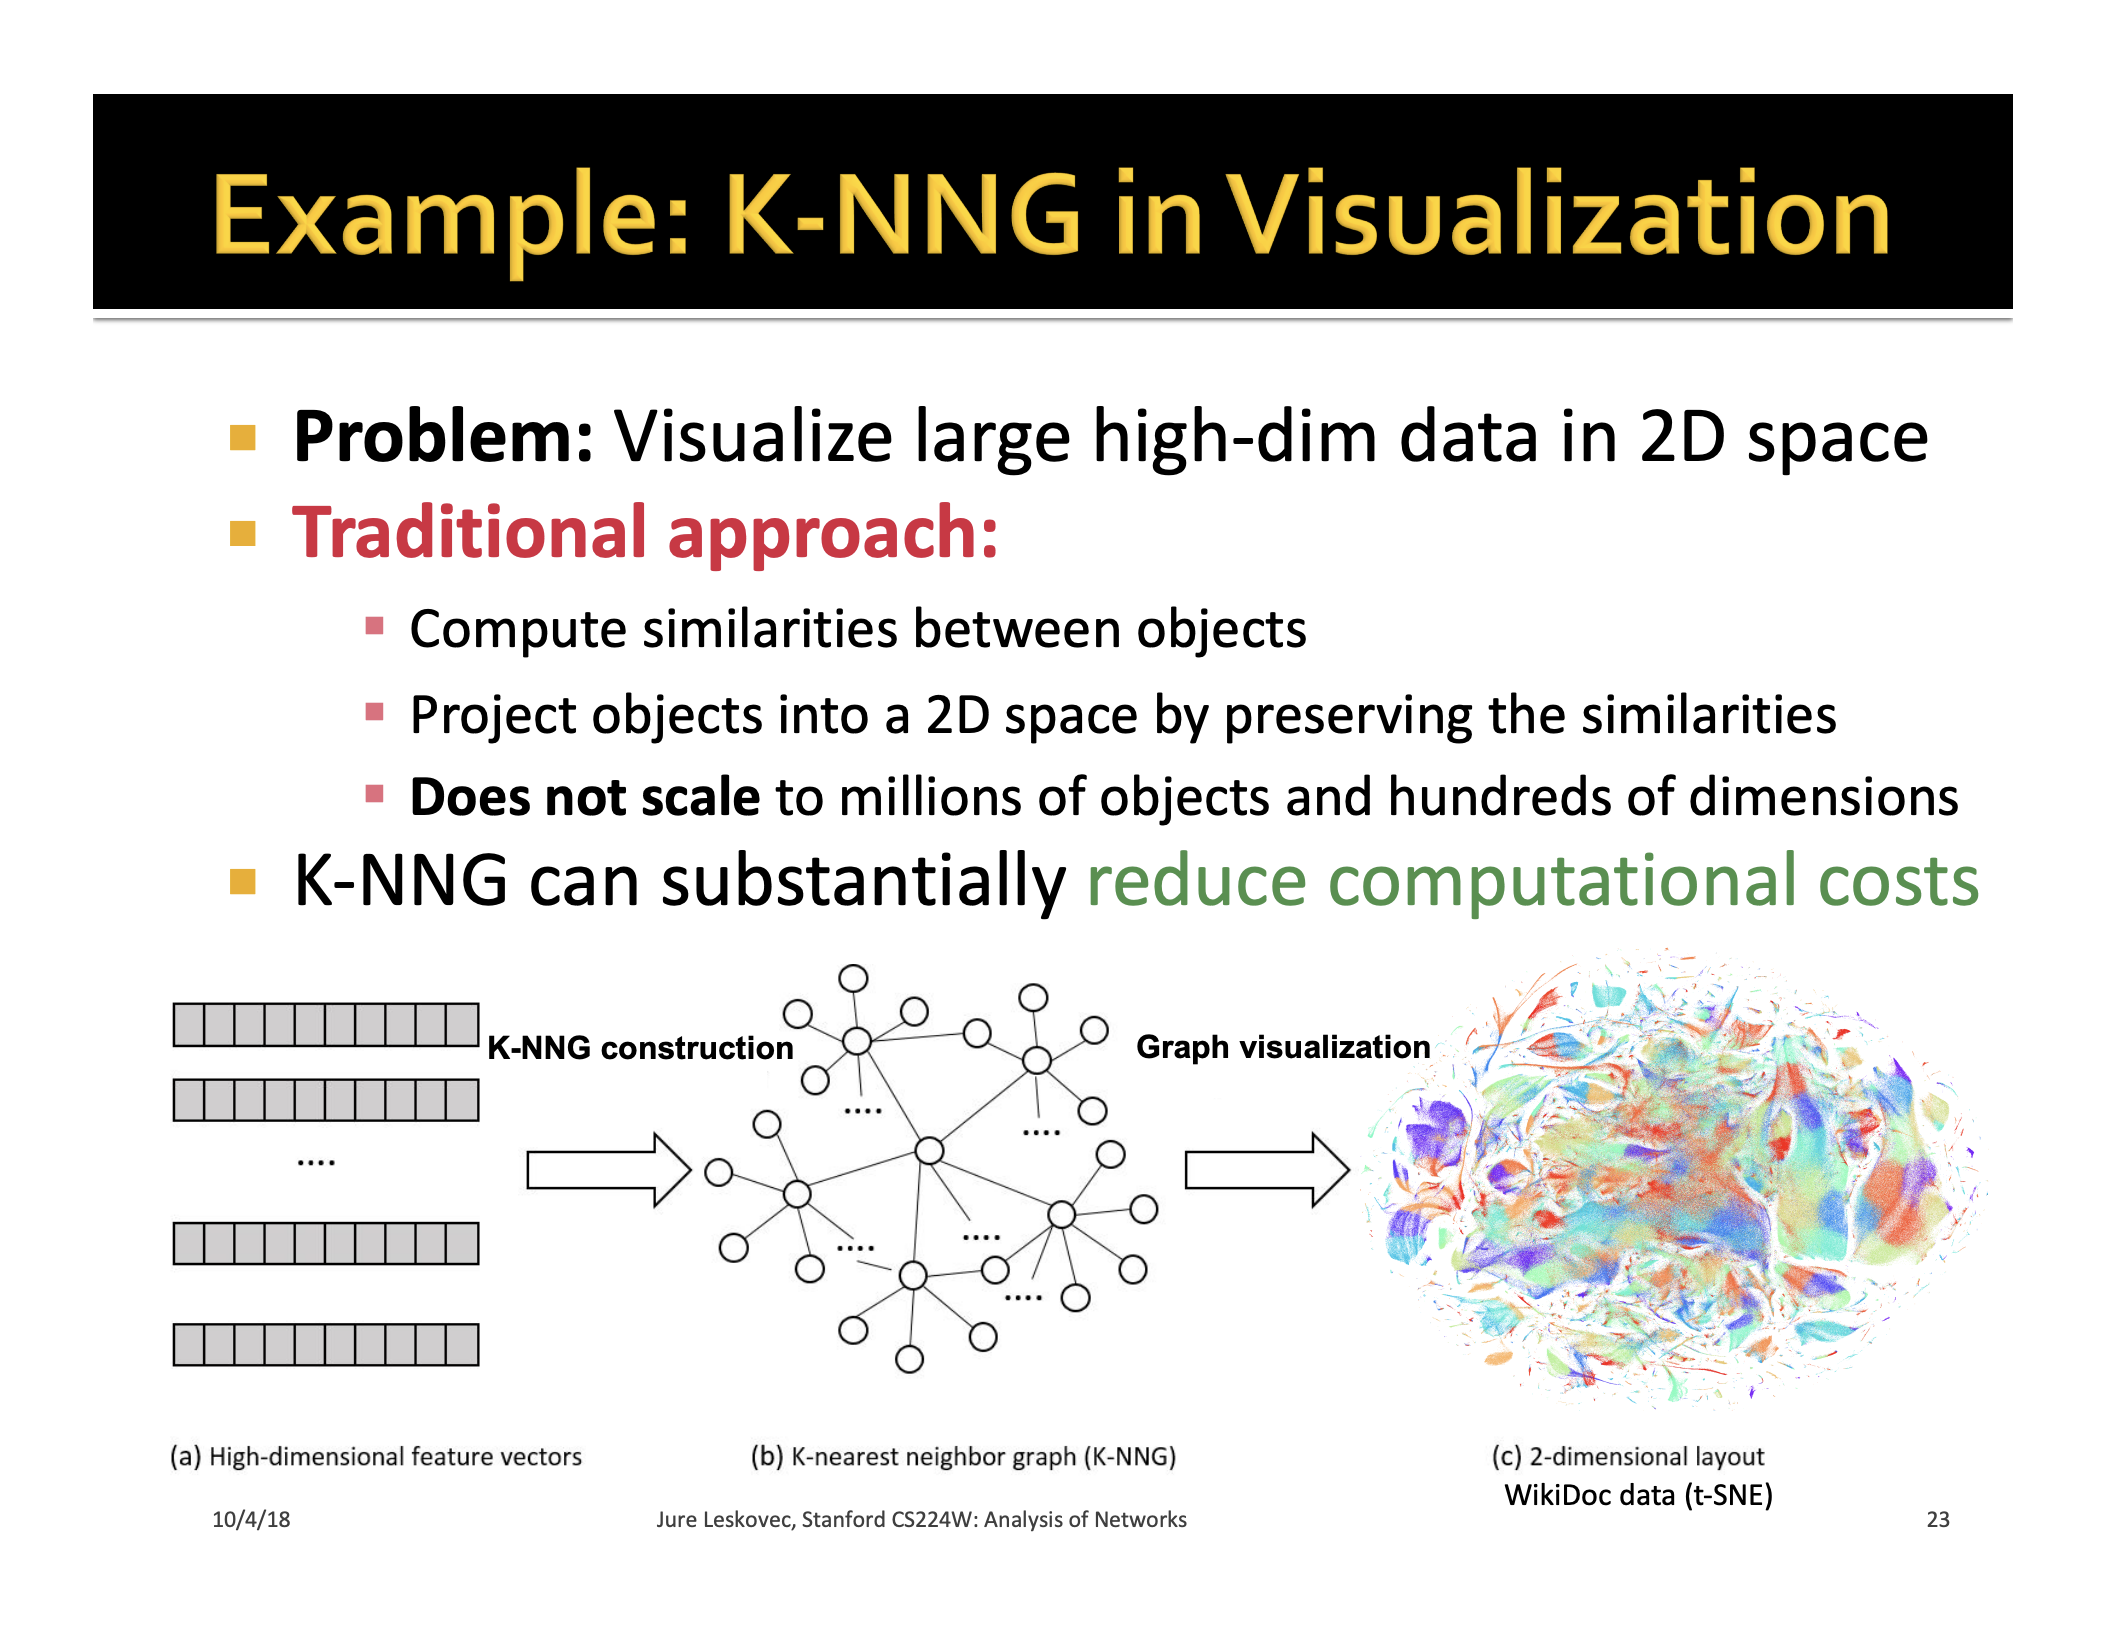 Example: K-NNG in Visualization
Problem: Visualize large high-dim data in 2D space
Traditional approach:
Compute similarities between objects
Project objects into a 2D space by preserving the similarities
Does not scale to millions of objects and hundreds of dimensions
K-NNG can substantially reduce computational costs
K-NNG construction
Graph visualization
....
....
....
....
....
....
(a) High-dimensional feature vectors
(b) K-nearest neighbor graph (K-NNG)
(c) 2-dimensional layout
WikiDoc data (t-SNE)
10/4/18
Jure Leskovec, Stanford CS224W: Analysis of Networks
23